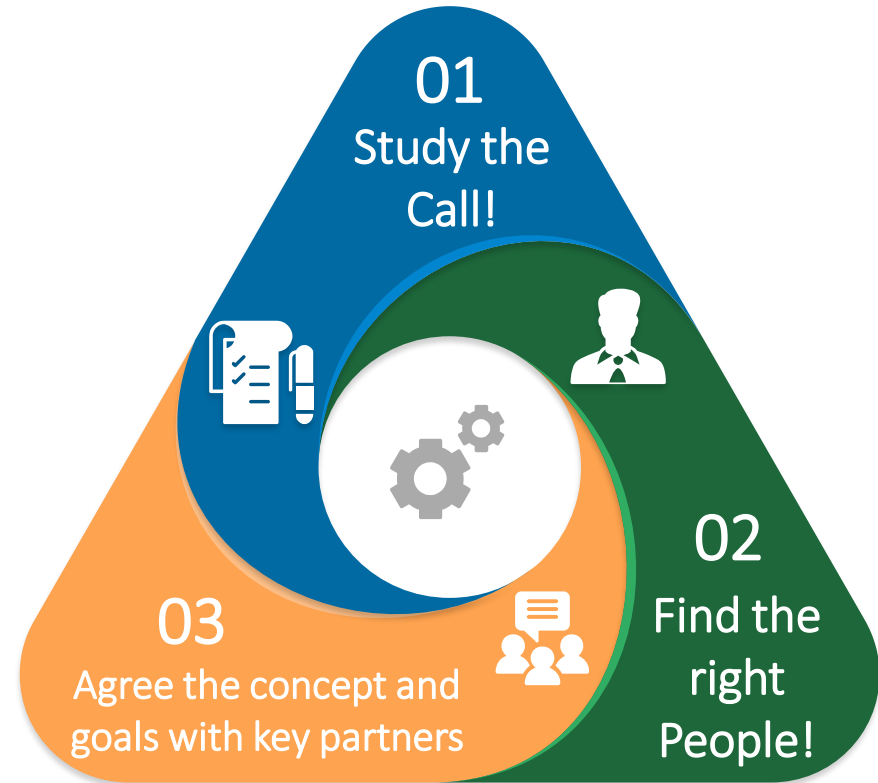 01
Study the
Call!
02
Find the
right
People!
03
Agree the concept and
goals with key partners